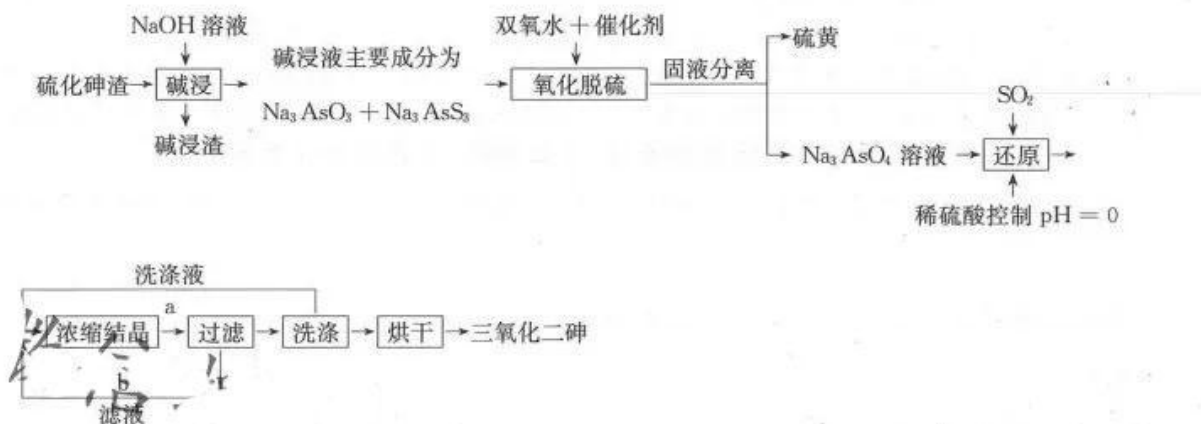 NaOH 溶液
双氧水＋催化剂
碱浸液主要成分为
硫黄
硫化砷渣
碱浸
氧化脱硫
固液分离
Na₃AsO₃＋Na₃AsS₃
SO₂
碱浸渣
Na₃AsO₄ 溶液
还原
稀硫酸控制 pH＝0
洗涤液
a
浓缩结晶
过滤
洗涤
烘干
三氧化二砷
b
滤液